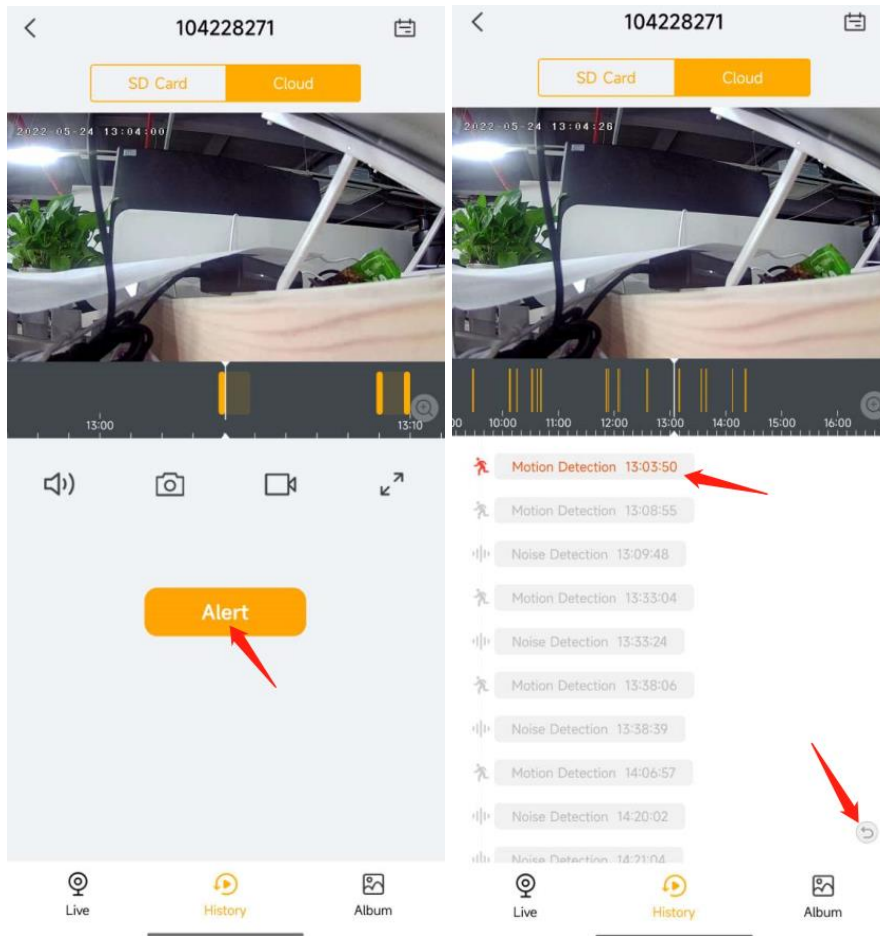 104228271
SD Card Cloud
2022-05-24 13:04:00
13:00 13:10
Alert
Live History Album
104228271
SD Card Cloud
2022-05-24 13:04:26
00 10:00 11:00 12:00 13:00 14:00 15:00 16:00
Motion Detection 13:03:50
Motion Detection 13:08:55
Noise Detection 13:09:48
Motion Detection 13:33:04
Noise Detection 13:33:24
Motion Detection 13:38:06
Noise Detection 13:38:39
Motion Detection 14:06:57
Noise Detection 14:20:02
Noise Detection 14:21:04
Live History Album